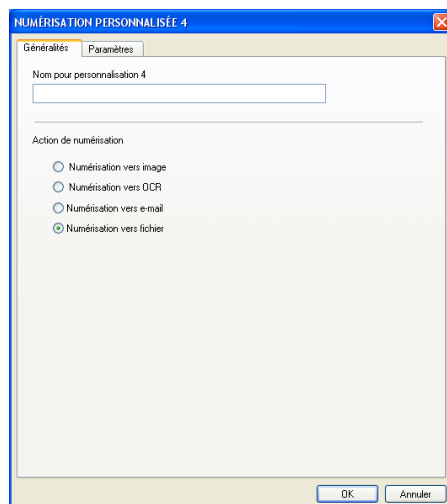 NUMÉRISATION PERSONNALISÉE 4
Généralités Paramètres
Nom pour personnalisation 4
Action de numérisation
Numérisation vers image
Numérisation vers OCR
Numérisation vers e-mail
Numérisation vers fichier
OK Annuler